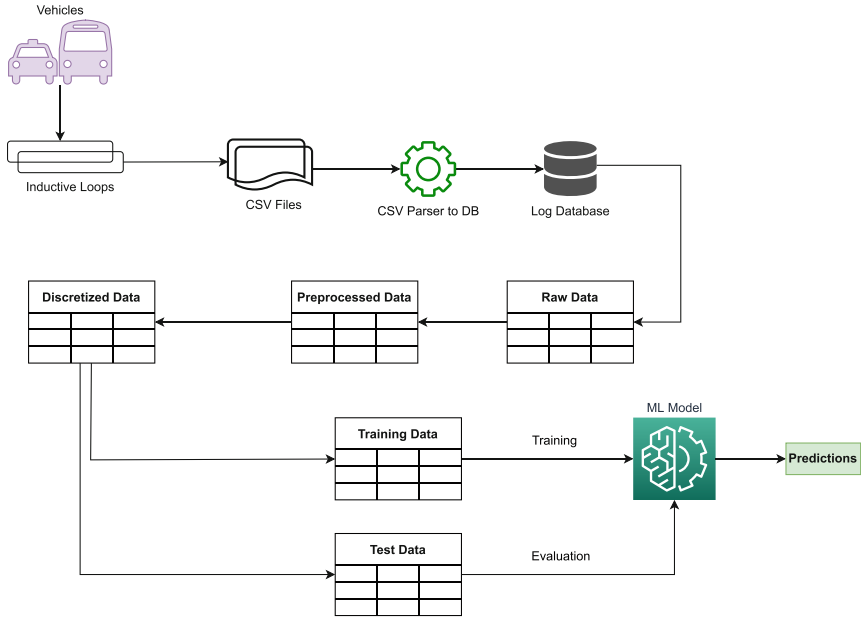 Vehicles
Inductive Loops
CSV Files
CSV Parser to DB
Log Database
Discretized Data
Preprocessed Data
Raw Data
ML Model
Training Data
Training
Predictions
Test Data
Evaluation